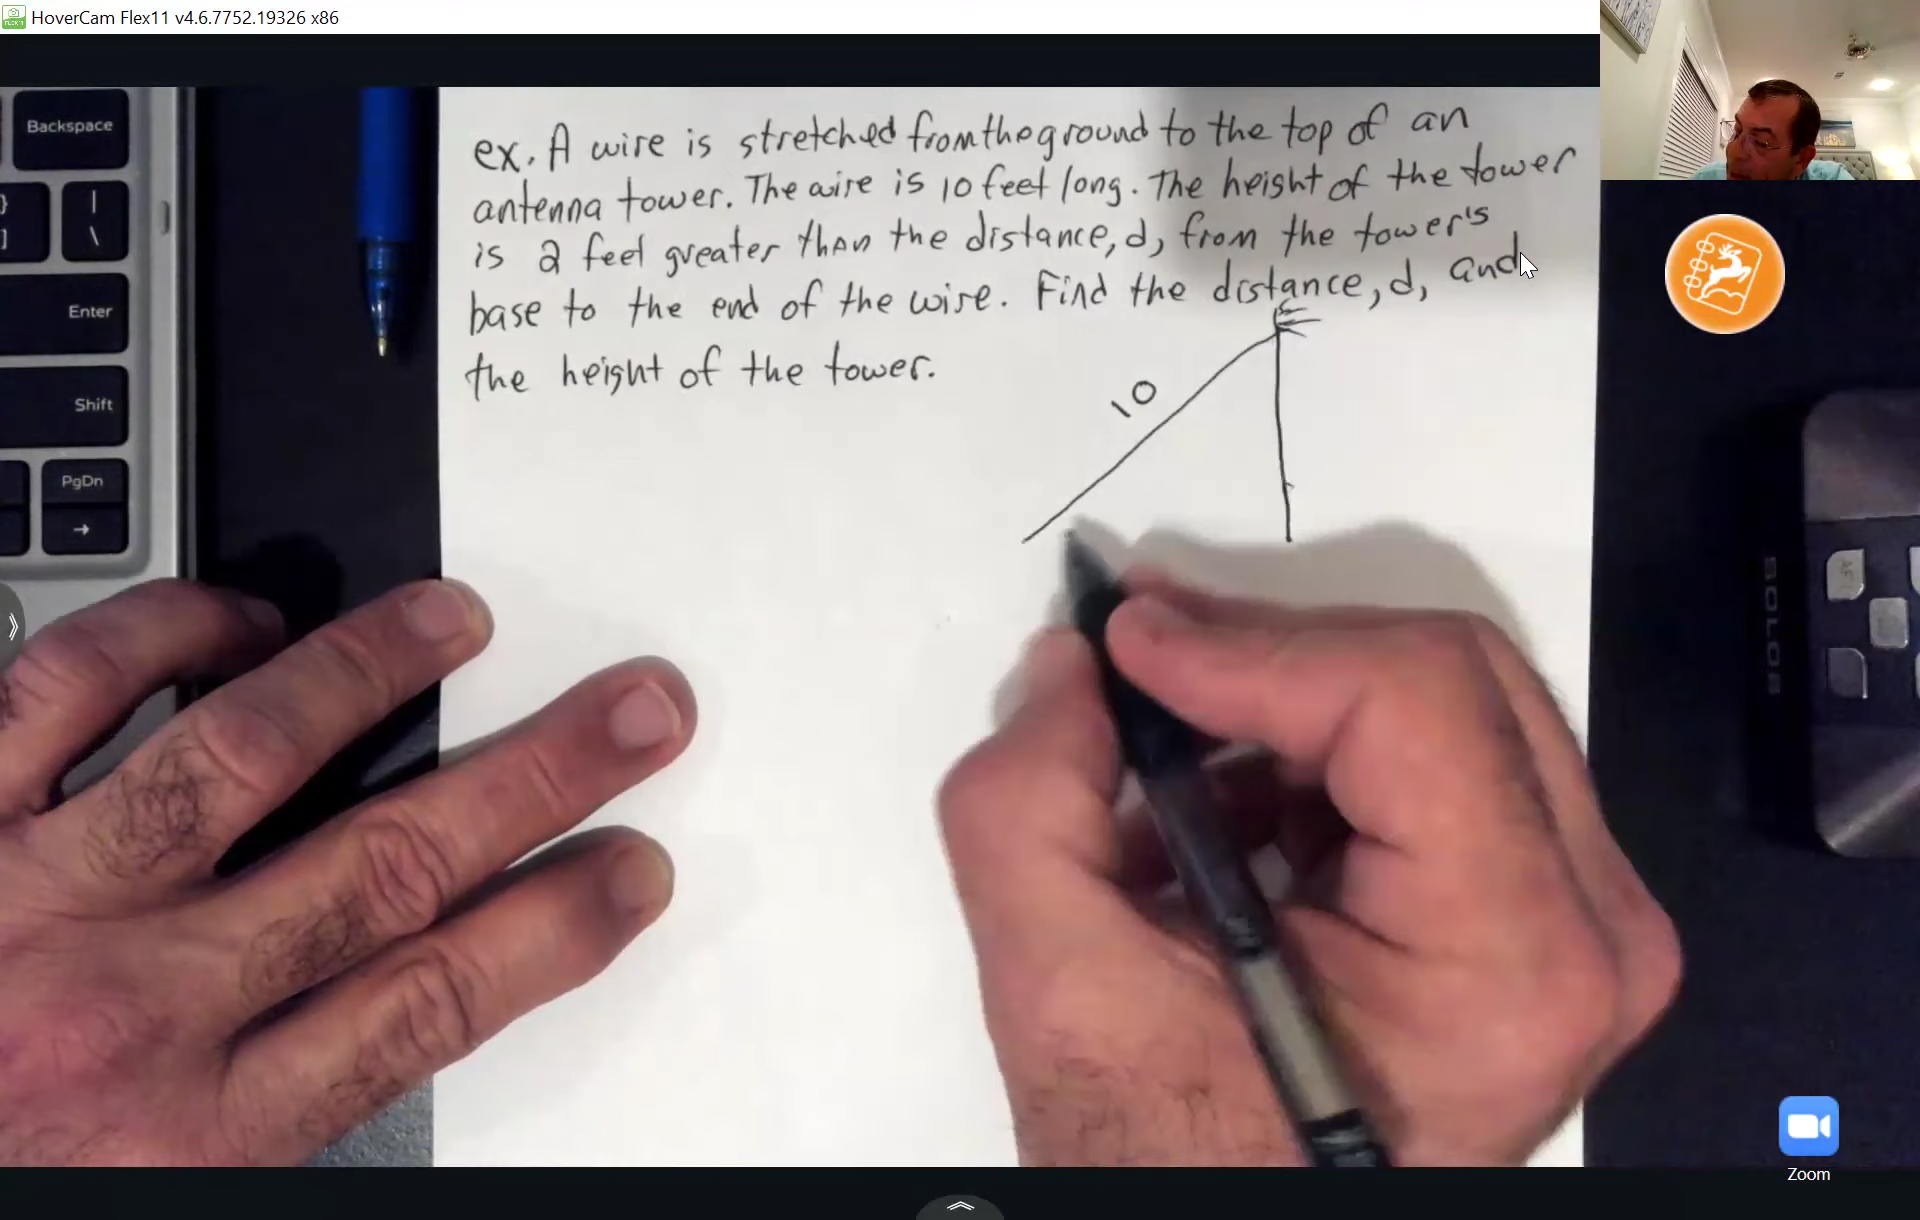 HoverCam Flex11 v4.6.7752.19326 x86
ex. A wire is stretched from the ground to the top of an
antenna tower. The wire is 10 feet long. The height of the tower
is 2 feet greater than the distance, d, from the tower's
base to the end of the wire. Find the distance, d, and
the height of the tower.
10
Backspace
}
]
|
\
Enter
Shift
PgDn
→
SOLO8
Zoom